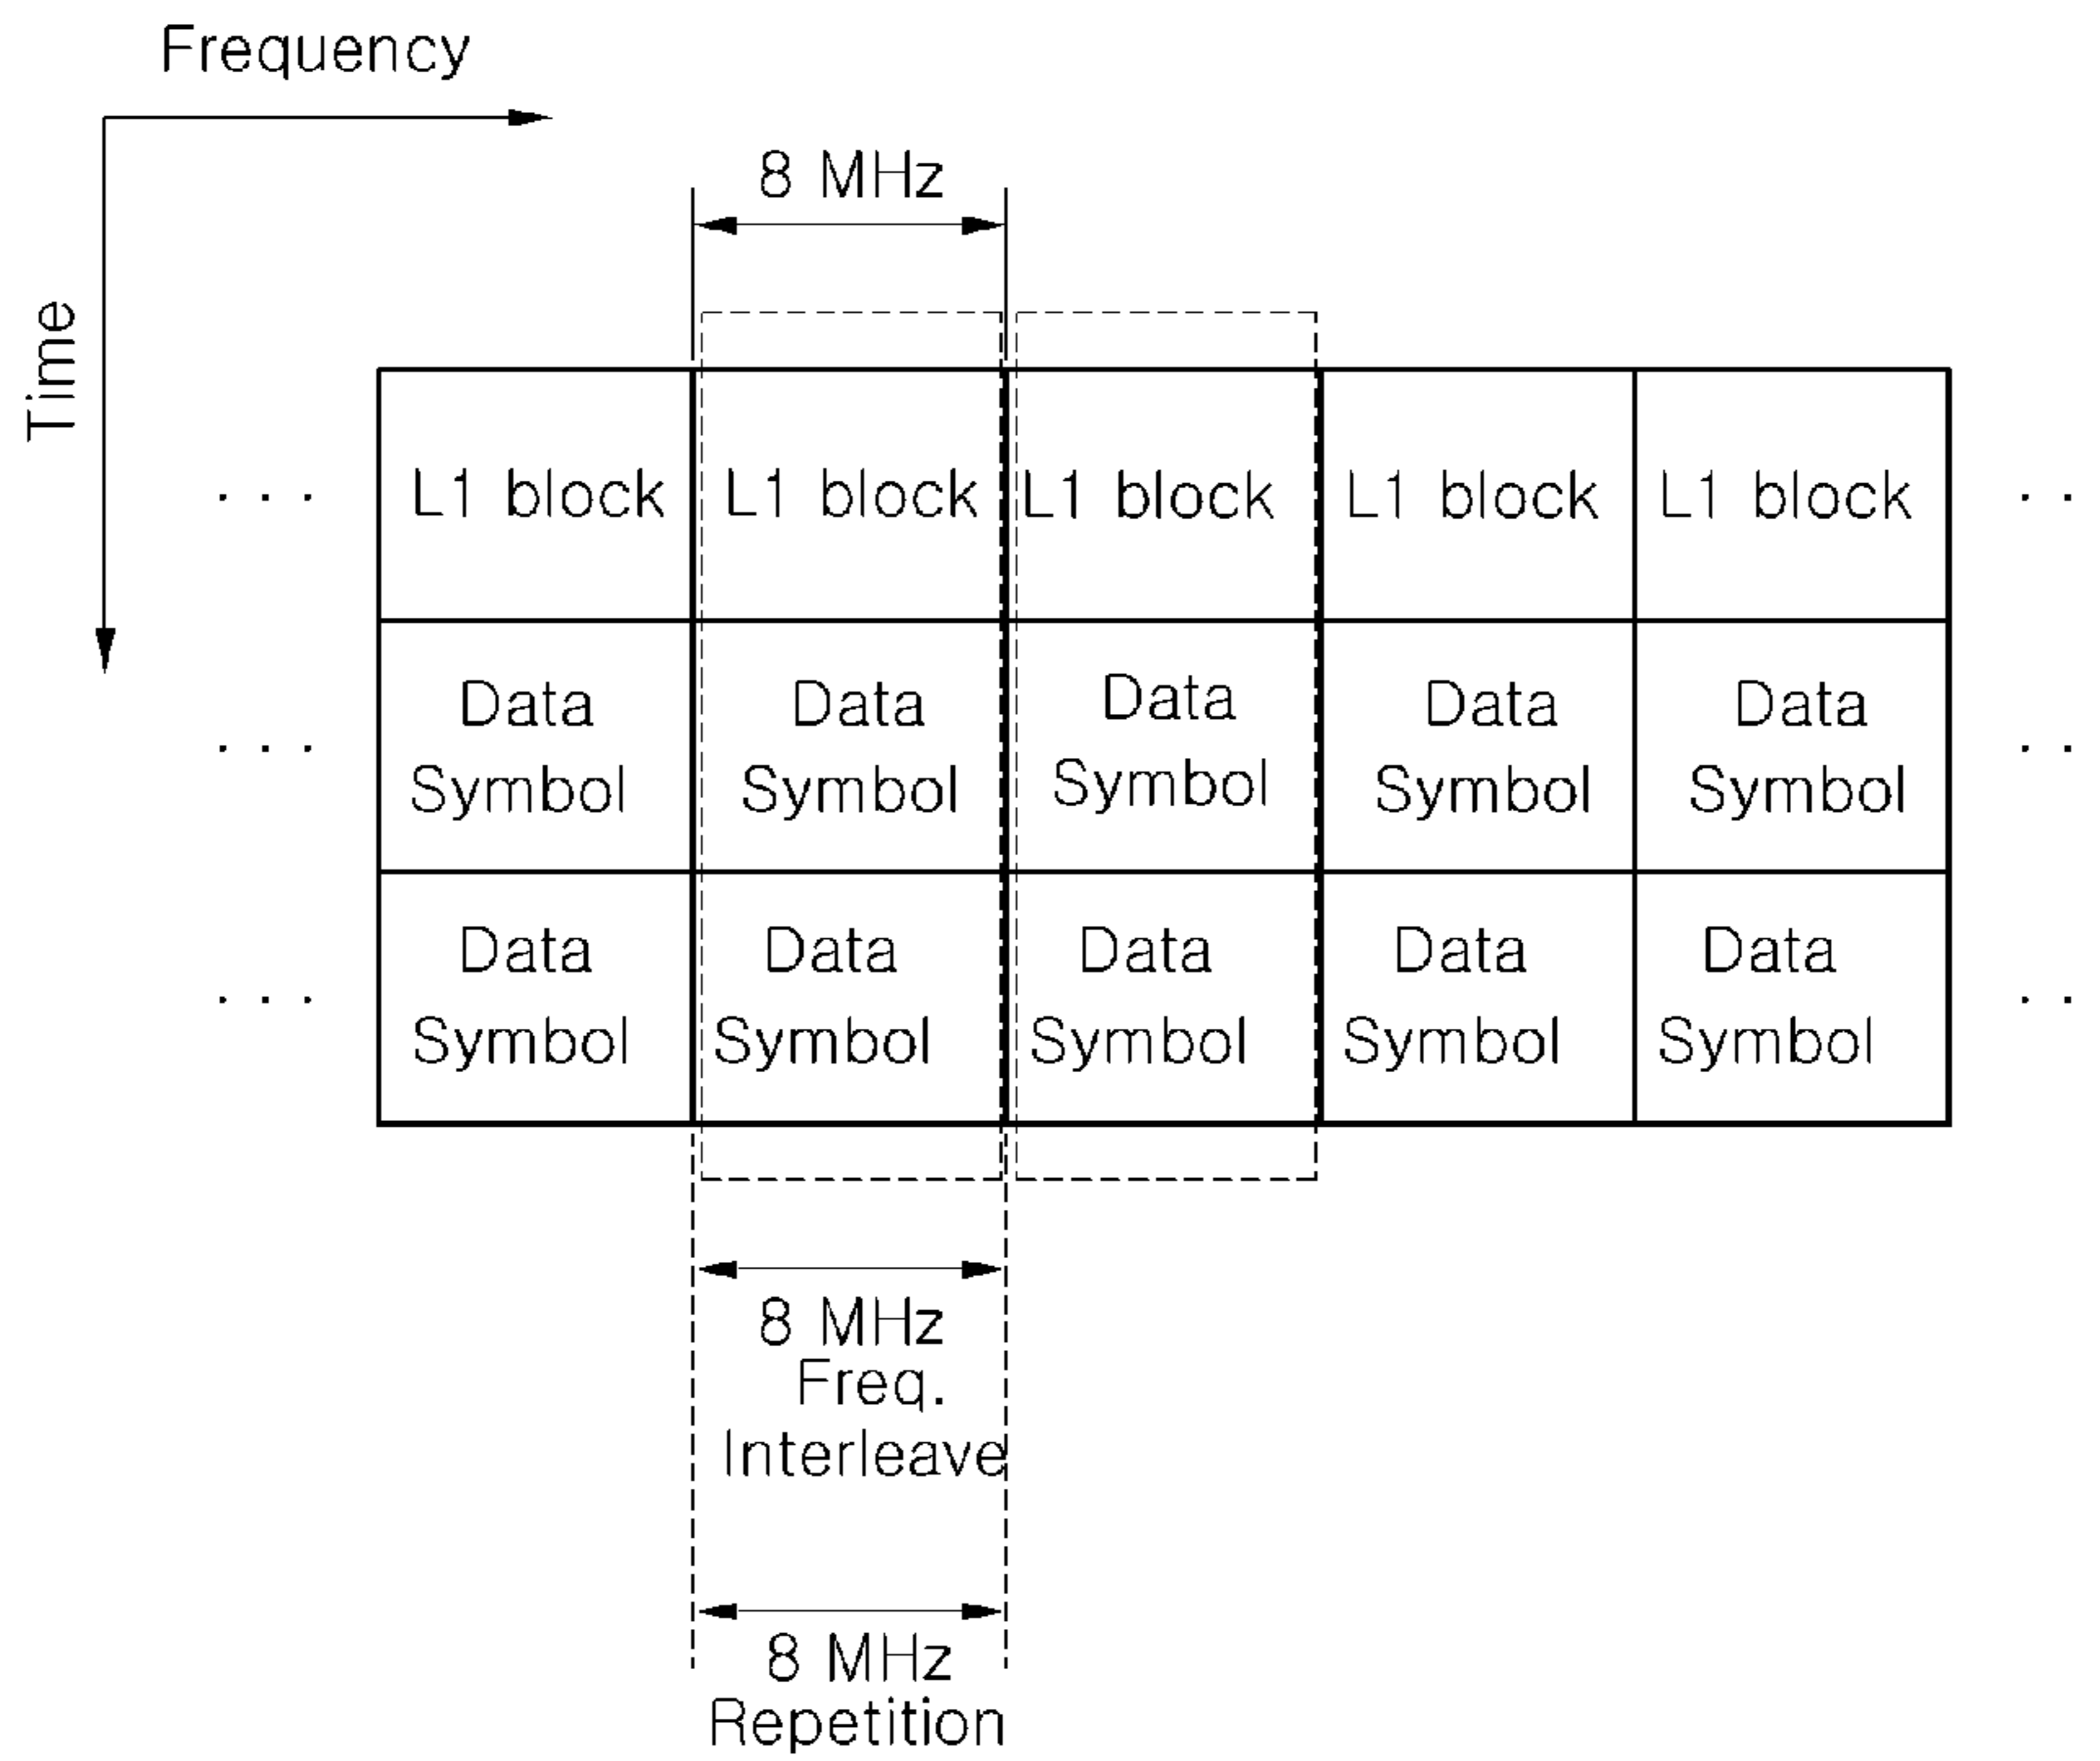 Frequency
8 MHz
Time
. . . L1 block L1 block L1 block L1 block L1 block . .
Data Data Data Data Data
. . . Symbol Symbol Symbol Symbol Symbol . .
Data Data Data Data Data
. . . Symbol Symbol Symbol Symbol Symbol . .
8 MHz
Freq.
Interleave
8 MHz
Repetition